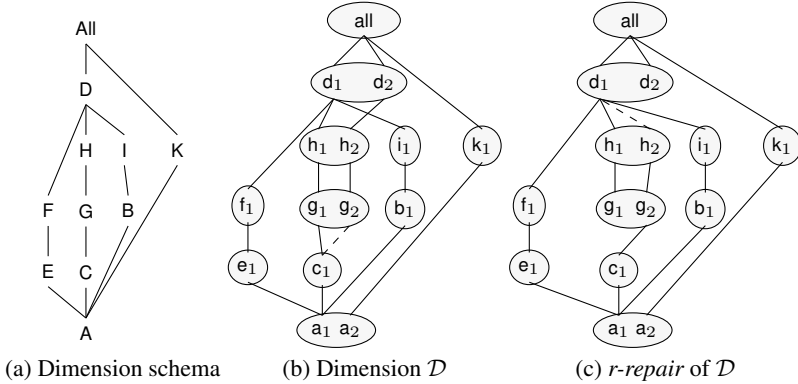 All
D
H I K
F G B
E C
A
(a) Dimension schema
all
d1 d2
h1 h2 i1 k1
f1 g1 g2 b1
e1 c1
a1 a2
(b) Dimension 𝒟
all
d1 d2
h1 h2 i1 k1
f1 g1 g2 b1
e1 c1
a1 a2
(c) r-repair of 𝒟